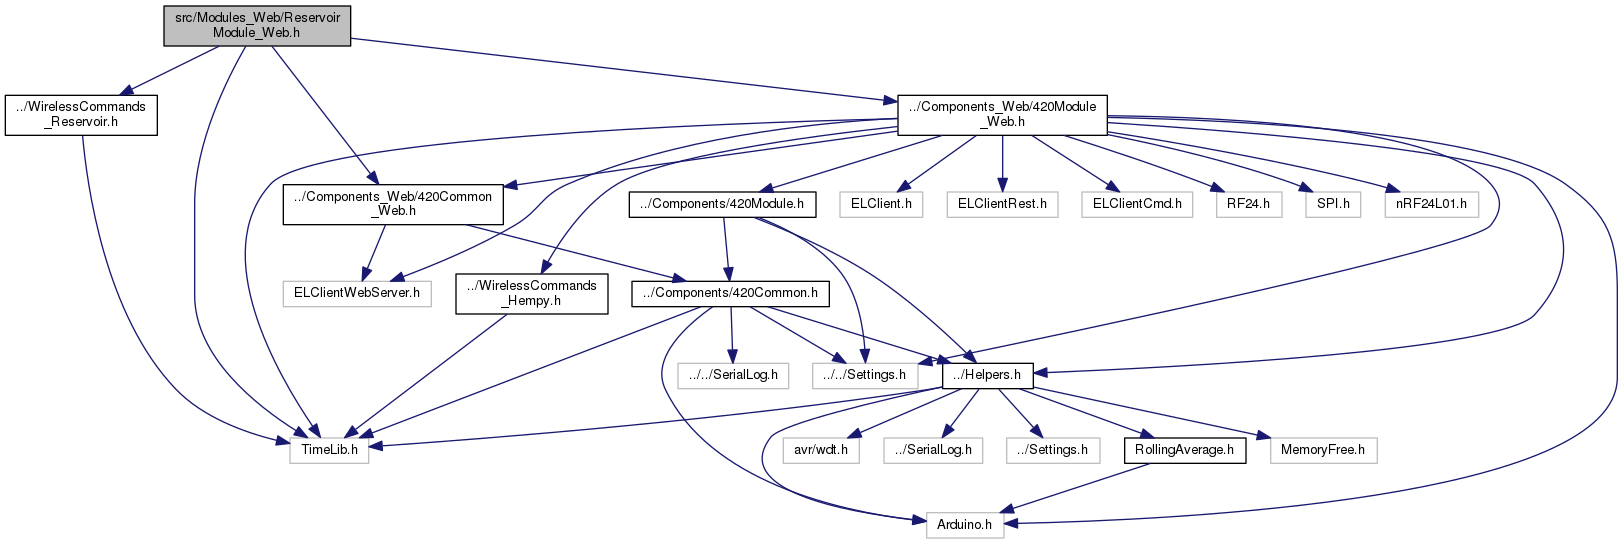 src/Modules_Web/Reservoir
Module_Web.h
../WirelessCommands
_Reservoir.h
../Components_Web/420Module
_Web.h
../Components_Web/420Common
_Web.h
../Components/420Module.h
ELClient.h
ELClientRest.h
ELClientCmd.h
RF24.h
SPI.h
nRF24L01.h
ELClientWebServer.h
../WirelessCommands
_Hempy.h
../Components/420Common.h
../../SerialLog.h
../../Settings.h
../Helpers.h
TimeLib.h
avr/wdt.h
../SerialLog.h
../Settings.h
RollingAverage.h
MemoryFree.h
Arduino.h